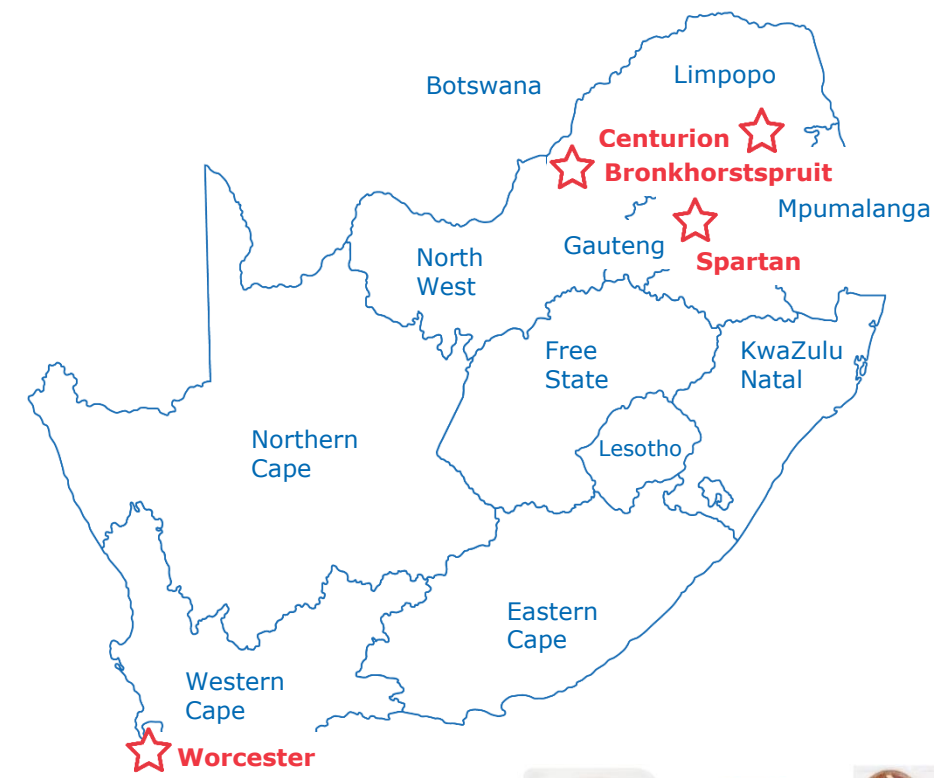 Limpopo
Botswana
Centurion
Bronkhorstspruit
Mpumalanga
Gauteng
North
West
Spartan
Free
State
KwaZulu
Natal
Northern
Cape
Lesotho
Eastern
Cape
Western
Cape
Worcester